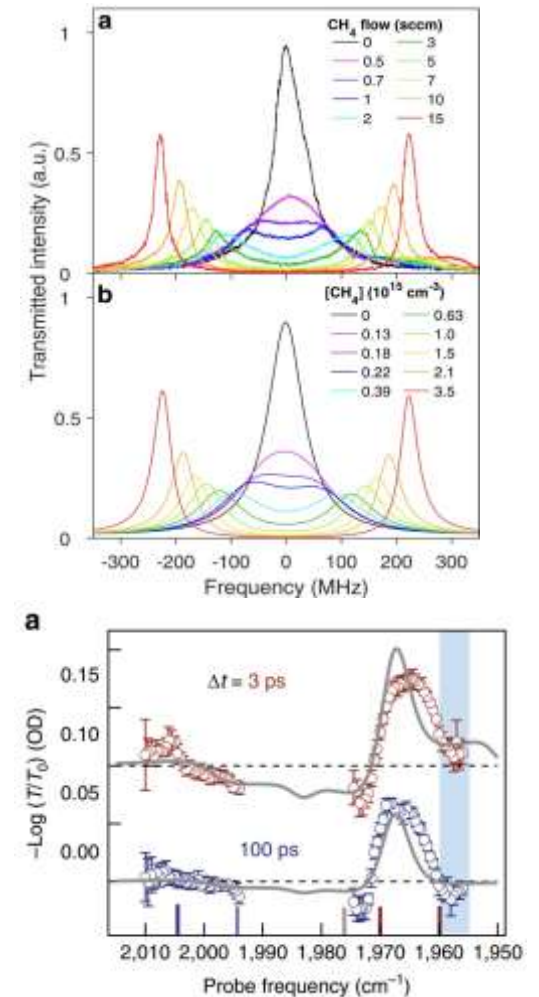 a
CH₄ flow (sccm)
0 3
0.5 5
0.7 7
1 10
2 15
1
0.5
0
Transmitted intensity (a.u.)
b
[CH₄] (10¹⁵ cm⁻³)
0 0.63
0.13 1.0
0.18 1.5
0.22 2.1
0.39 3.5
1
0.5
0
-300 -200 -100 0 100 200 300
Frequency (MHz)
a
Δt = 3 ps
0.15
0.10
0.05
0.00
–Log (T/T₀) (OD)
100 ps
2,010 2,000 1,990 1,980 1,970 1,960 1,950
Probe frequency (cm⁻¹)